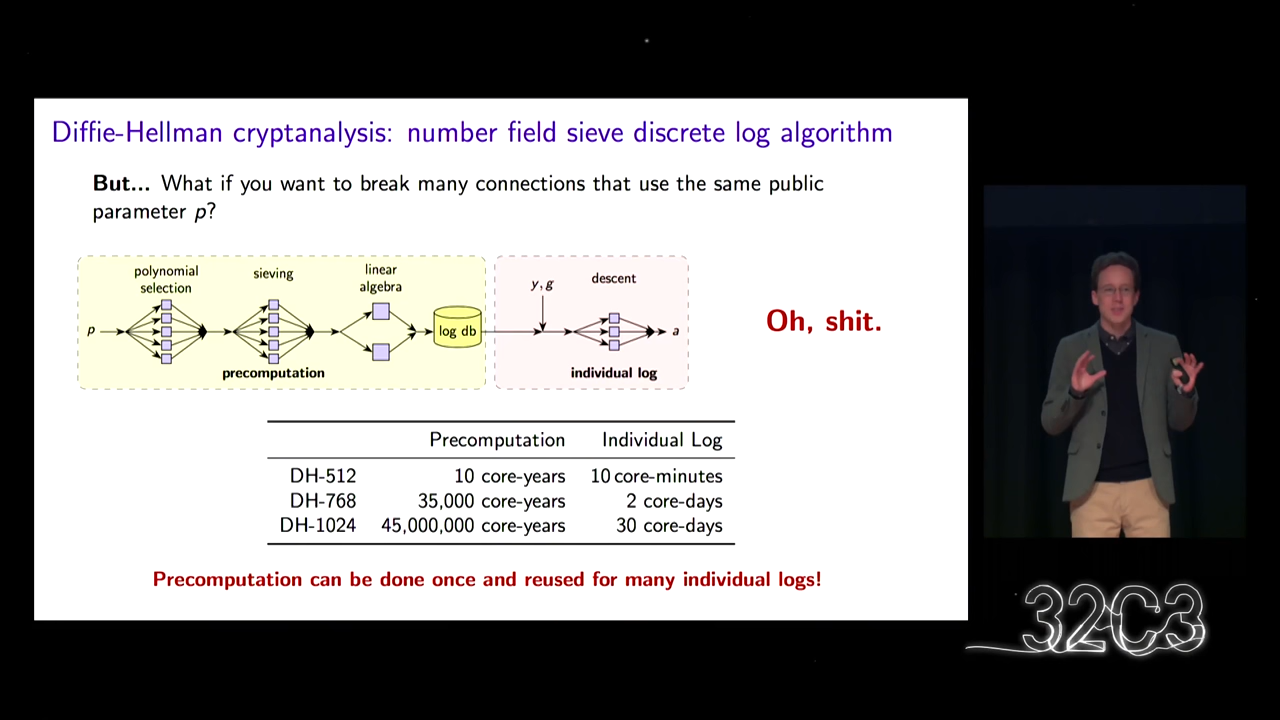 Diffie-Hellman cryptanalysis: number field sieve discrete log algorithm
But... What if you want to break many connections that use the same public
parameter p?
polynomial
selection
sieving
linear
algebra
y, g
descent
p
log db
a
precomputation
individual log
Oh, shit.
Precomputation Individual Log
DH-512 10 core-years 10 core-minutes
DH-768 35,000 core-years 2 core-days
DH-1024 45,000,000 core-years 30 core-days
Precomputation can be done once and reused for many individual logs!
32C3